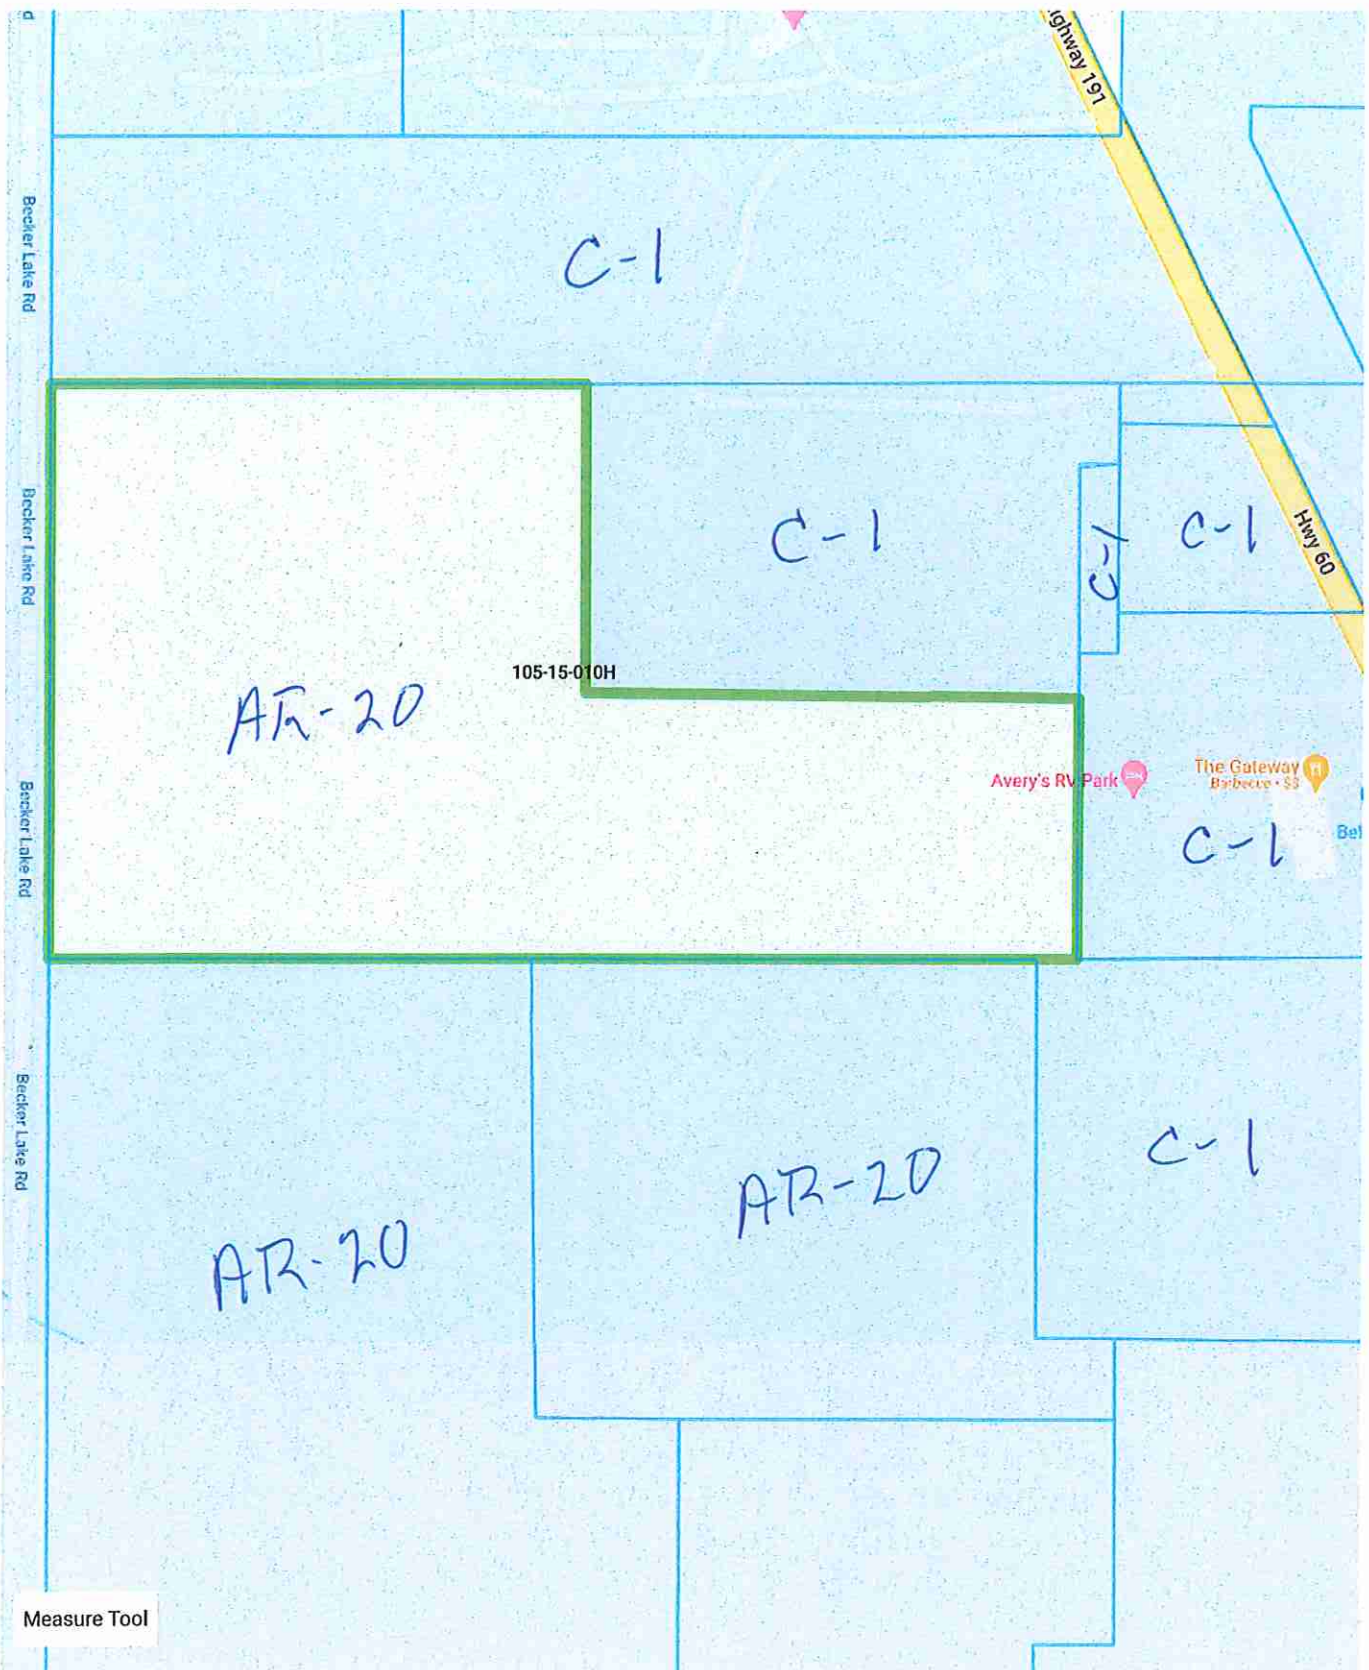 d
ighway 191
Becker Lake Rd
C-1
Becker Lake Rd
C-1
C-1
C-1
Hwy 60
105-15-010H
AR-20
Avery's RV Park
The Gateway
Barbecue • $$
Becker Lake Rd
C-1
Bel
Becker Lake Rd
C-1
AR-20
AR-20
Measure Tool